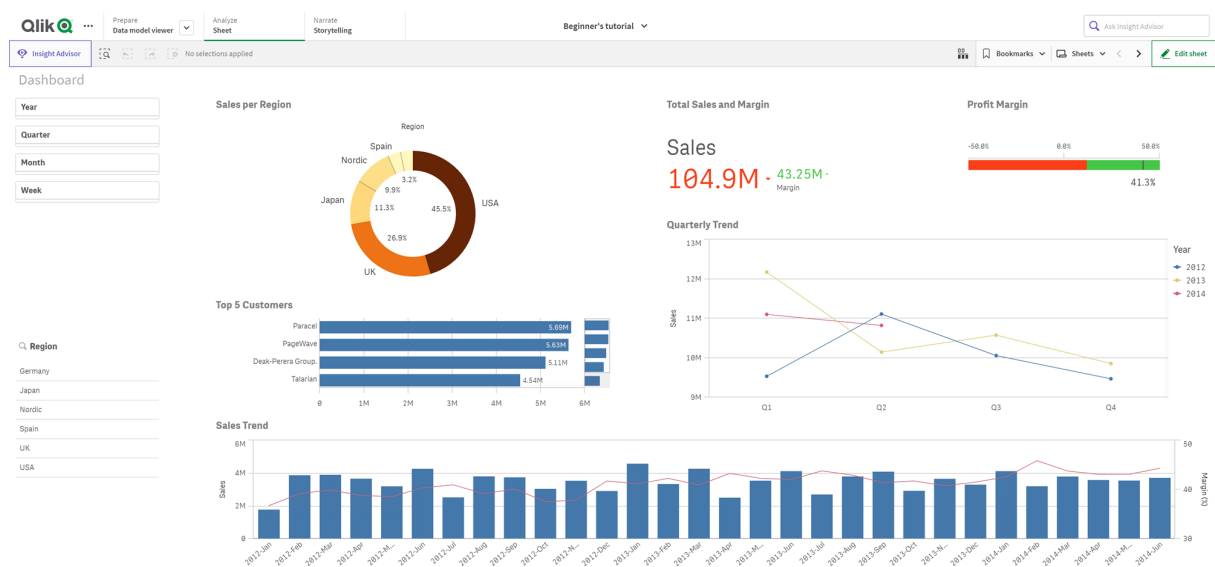 Qlik
Prepare
Data model viewer
Analyze
Sheet
Narrate
Storytelling
Beginner's tutorial
Ask Insight Advisor
Insight Advisor
No selections applied
Bookmarks
Sheets
Edit sheet
Dashboard
Year
Quarter
Month
Week
Region
Germany
Japan
Nordic
Spain
UK
USA
Sales per Region
Region
Spain
Nordic
Japan
UK
USA
3.2%
9.9%
11.3%
26.9%
45.5%
Total Sales and Margin
Sales
104.9M -
43.25M -
Margin
Profit Margin
-50.0% 0.0% 50.0%
41.3%
Top 5 Customers
Paracel 5.69M
PageWave 5.63M
Deak-Perera Group. 5.11M
Talarian 4.54M
0 1M 2M 3M 4M 5M 6M
Quarterly Trend
13M
12M
11M
10M
9M
Sales
Q1 Q2 Q3 Q4
Year
2012
2013
2014
Sales Trend
6M
4M
2M
0
Sales
50
40
30
Margin (%)
2012-Jan 2012-Feb 2012-Mar 2012-Apr 2012-M... 2012-Jun 2012-Jul 2012-Aug 2012-Sep 2012-Oct 2012-N... 2012-Dec 2013-Jan 2013-Feb 2013-Mar 2013-Apr 2013-M... 2013-Jun 2013-Jul 2013-Aug 2013-Sep 2013-Oct 2013-N... 2013-Dec 2014-Jan 2014-Feb 2014-Mar 2014-Apr 2014-M... 2014-Jun